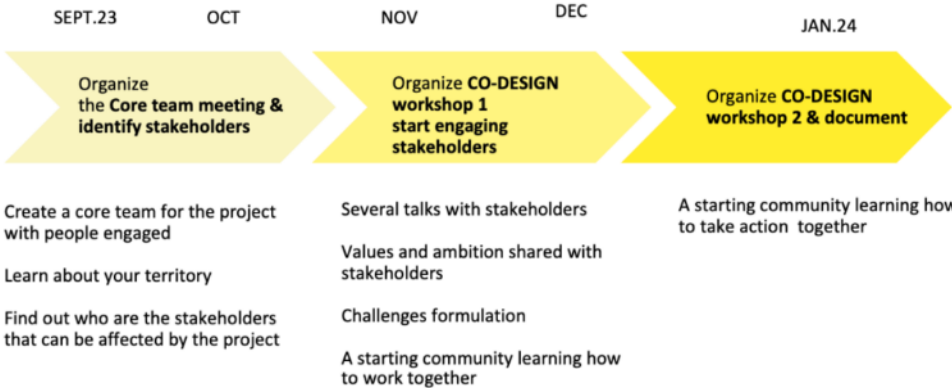 SEPT.23
OCT
NOV
DEC
JAN.24
Organize
the Core team meeting &
identify stakeholders
Organize CO-DESIGN
workshop 1
start engaging
stakeholders
Organize CO-DESIGN
workshop 2 & document
Create a core team for the project
with people engaged
Learn about your territory
Find out who are the stakeholders
that can be affected by the project
Several talks with stakeholders
Values and ambition shared with
stakeholders
Challenges formulation
A starting community learning how
to work together
A starting community learning how
to take action  together